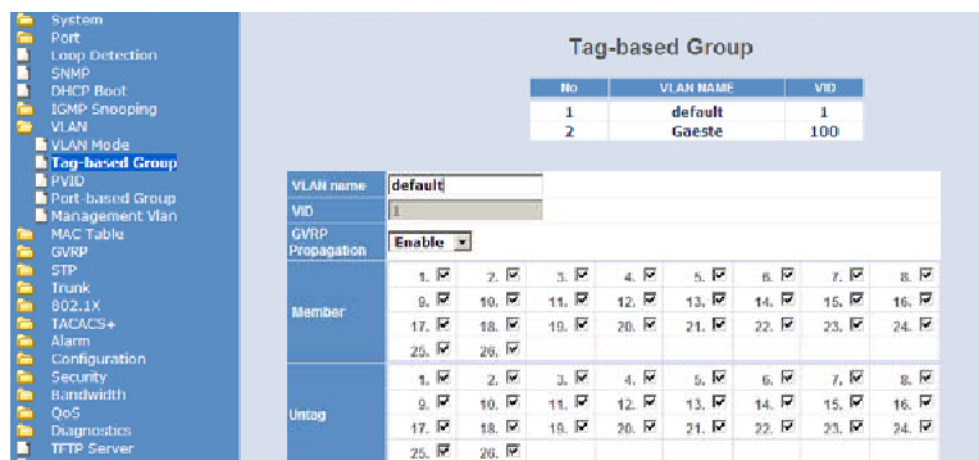 System
Port
Loop Detection
SNMP
DHCP Boot
IGMP Snooping
VLAN
VLAN Mode
Tag-based Group
PVID
Port-based Group
Management Vlan
MAC Table
GVRP
STP
Trunk
802.1X
TACACS+
Alarm
Configuration
Security
Bandwidth
QoS
Diagnostics
TFTP Server
Tag-based Group
No VLAN NAME VID
1 default 1
2 Gaeste 100
VLAN name default
VID 1
GVRP Propagation Enable
Member
1. 2. 3. 4. 5. 6. 7. 8.
9. 10. 11. 12. 13. 14. 15. 16.
17. 18. 19. 20. 21. 22. 23. 24.
25. 26.
Untag
1. 2. 3. 4. 5. 6. 7. 8.
9. 10. 11. 12. 13. 14. 15. 16.
17. 18. 19. 20. 21. 22. 23. 24.
25. 26.